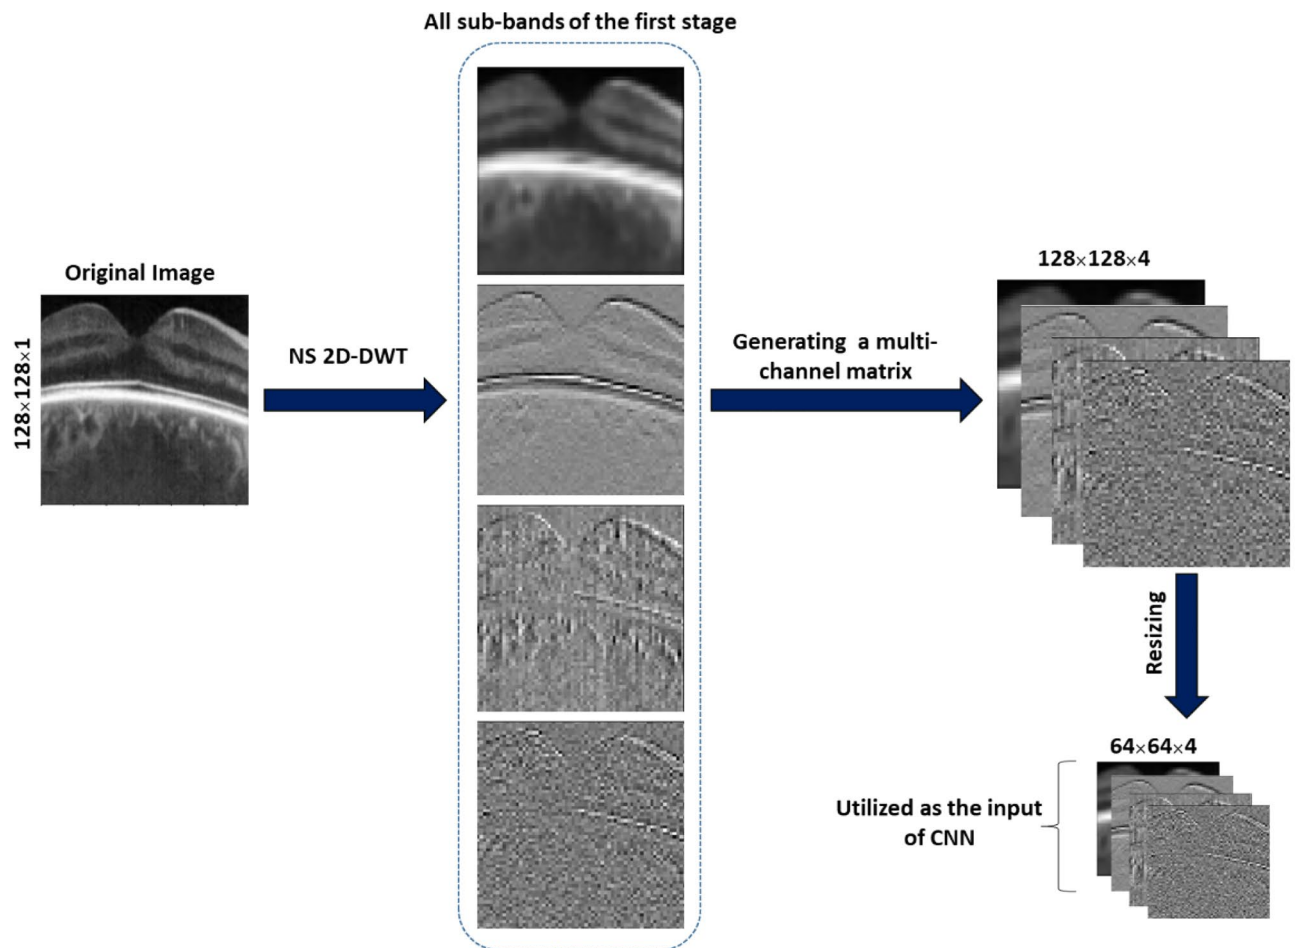 All sub-bands of the first stage
Original Image
128×128×1
NS 2D-DWT
Generating a multi-
channel matrix
128×128×4
Resizing
64×64×4
Utilized as the input
of CNN